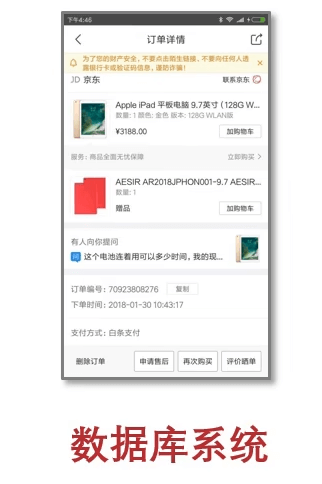 下午4:46
订单详情
为了您的财产安全，不要点击陌生链接、不要向任何人透
露银行卡或验证码信息，谨防诈骗！
JD 京东 联系京东
Apple iPad 平板电脑 9.7英寸（128G W...
数量: 1 颜色: 金色 版本: 128G WLAN版
¥3188.00 加购物车
服务: 商品全面无忧保障 立即购买 >
AESIR AR2018JPHON001-9.7 AESIR...
数量: 1
赠品 加购物车
有人向你提问
问 这个电池连着用可以多少时间，我的现...
订单编号: 70923808276 复制
下单时间: 2018-01-30 10:43:17
支付方式: 白条支付
删除订单 申请售后 再次购买 评价晒单
数据库系统